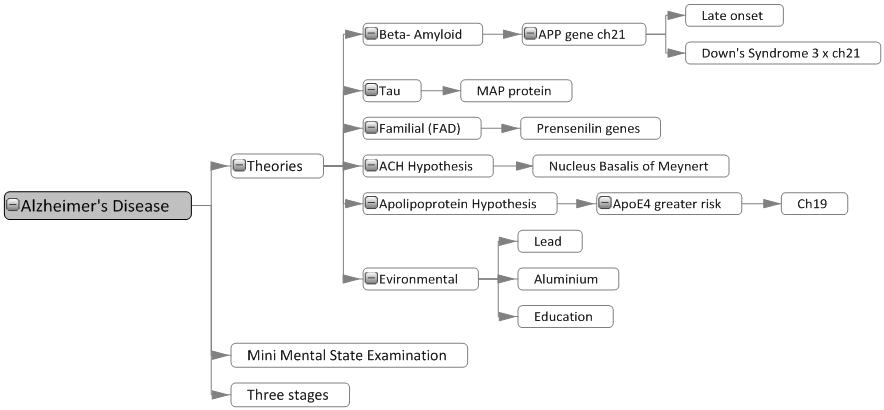 Alzheimer's Disease
Theories
Beta- Amyloid
APP gene ch21
Late onset
Down's Syndrome 3 x ch21
Tau
MAP protein
Familial (FAD)
Prensenilin genes
ACH Hypothesis
Nucleus Basalis of Meynert
Apolipoprotein Hypothesis
ApoE4 greater risk
Ch19
Evironmental
Lead
Aluminium
Education
Mini Mental State Examination
Three stages